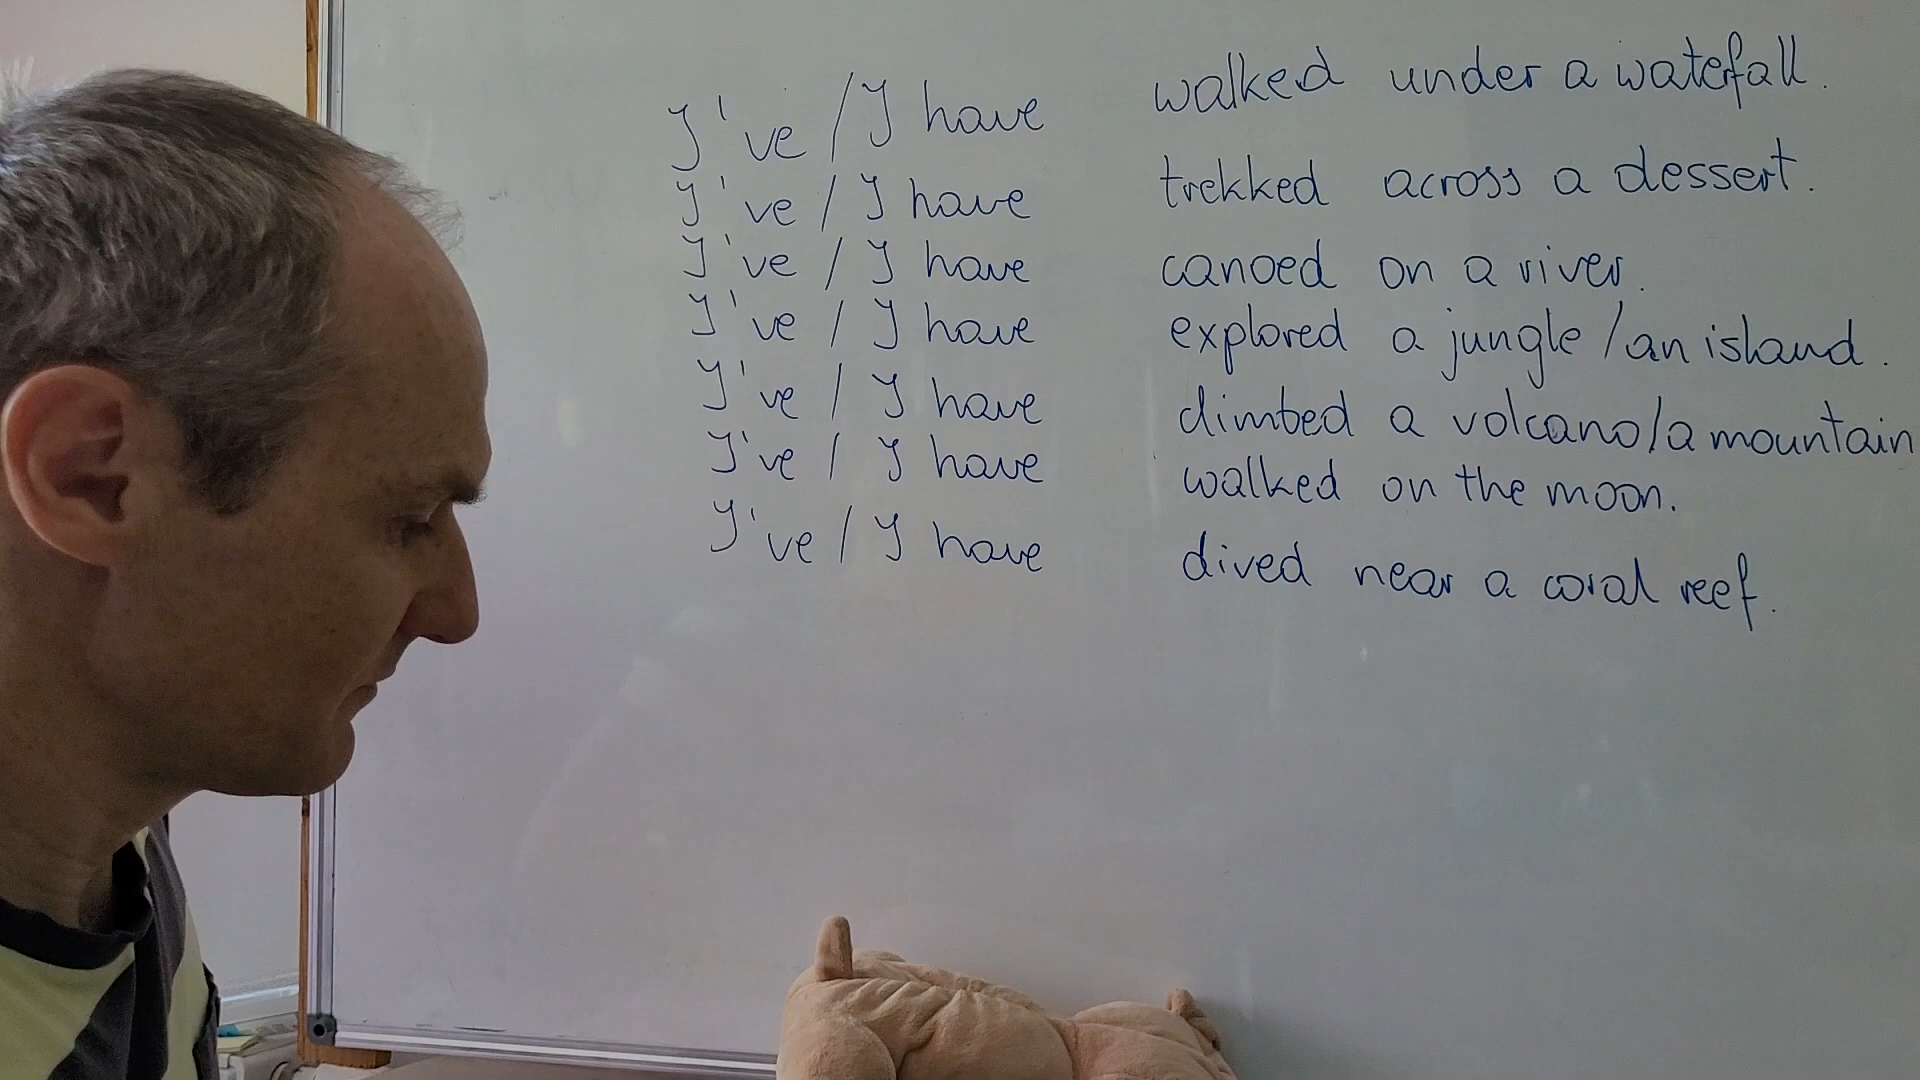 I've / I have walked under a waterfall.
I've / I have trekked across a dessert.
I've / I have canoed on a river.
I've / I have explored a jungle / an island.
I've / I have climbed a volcano / a mountain
I've / I have walked on the moon.
I've / I have dived near a coral reef.